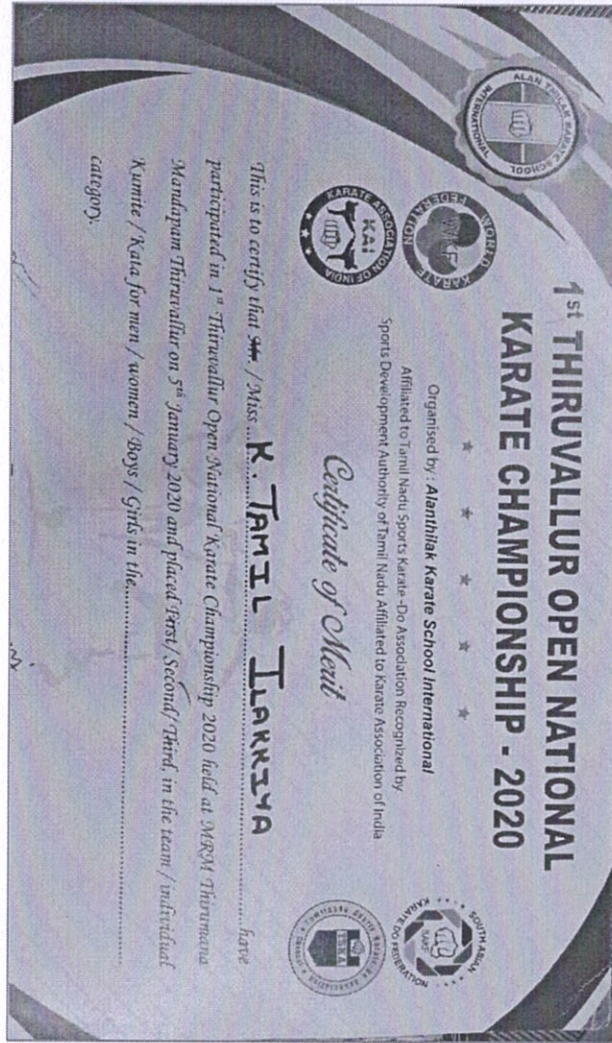 ALAN THILAK KARATE SCHOOL
INTERNATIONAL
1st THIRUVALLUR OPEN NATIONAL
KARATE CHAMPIONSHIP - 2020
WORLD KARATE FEDERATION
WKF
SOUTH ASIAN
KARATE DO FEDERATION
Organised by : Alanthilak Karate School International
Affiliated to Tamil Nadu Sports Karate-Do Association Recognized by
Sports Development Authority of Tamil Nadu Affiliated to Karate Association of India
KARATE ASSOCIATION OF INDIA
KAI
Certificate of Merit
This is to certify that Mr. / Miss ... K. TAMIL ILAKKIYA ... have
participated in 1st Thiruvallur Open National Karate Championship 2020 held at MRM Thirumana
Mandapam Thiruvallur on 5th January 2020 and placed First / Second / Third, in the team / individual
Kumite / Kata for men / women / Boys / Girls in the ...
category.